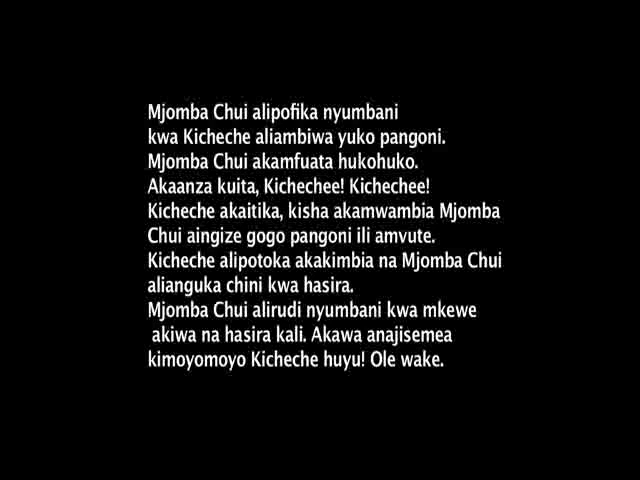 Mjomba Chui alipofika nyumbani
kwa Kicheche aliambiwa yuko pangoni.
Mjomba Chui akamfuata hukohuko.
Akaanza kuita, Kichechee! Kichechee!
Kicheche akaitika, kisha akamwambia Mjomba
Chui aingize gogo pangoni ili amvute.
Kicheche alipotoka akakimbia na Mjomba Chui
alianguka chini kwa hasira.
Mjomba Chui alirudi nyumbani kwa mkewe
akiwa na hasira kali. Akawa anajisemea
kimoyomoyo Kicheche huyu! Ole wake.